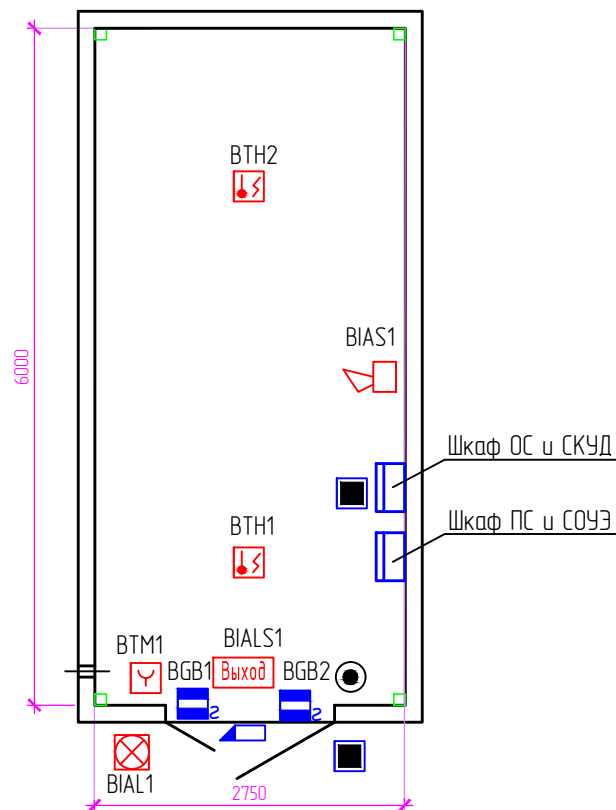 BTH2
6000
BIAS1
Шкаф ОС и СКУД
Шкаф ПС и СОУЭ
BTH1
BTM1
BIALS1
BGB1
Выход
BGB2
BIAL1
2750